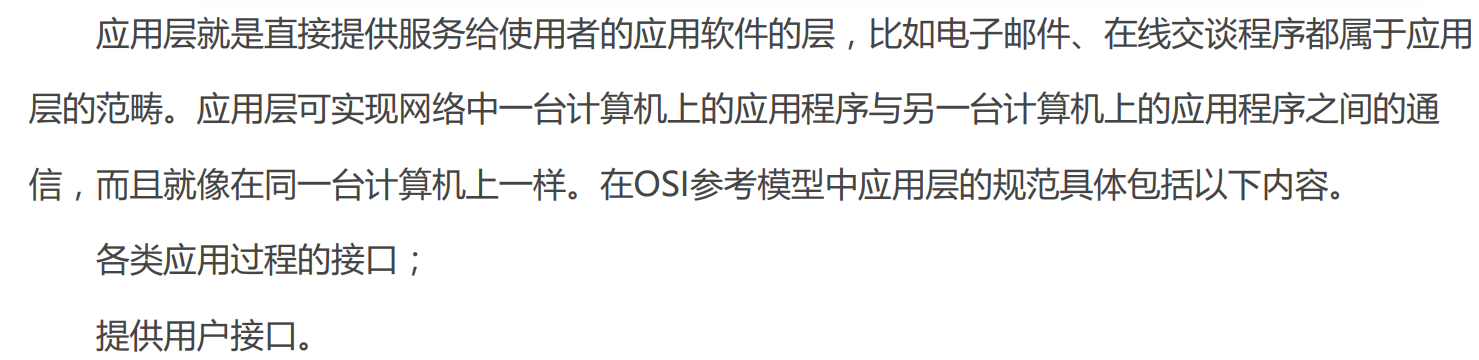 应用层就是直接提供服务给使用者的应用软件的层，比如电子邮件、在线交谈程序都属于应用
层的范畴。应用层可实现网络中一台计算机上的应用程序与另一台计算机上的应用程序之间的通
信，而且就像在同一台计算机上一样。在OSI参考模型中应用层的规范具体包括以下内容。
各类应用过程的接口；
提供用户接口。